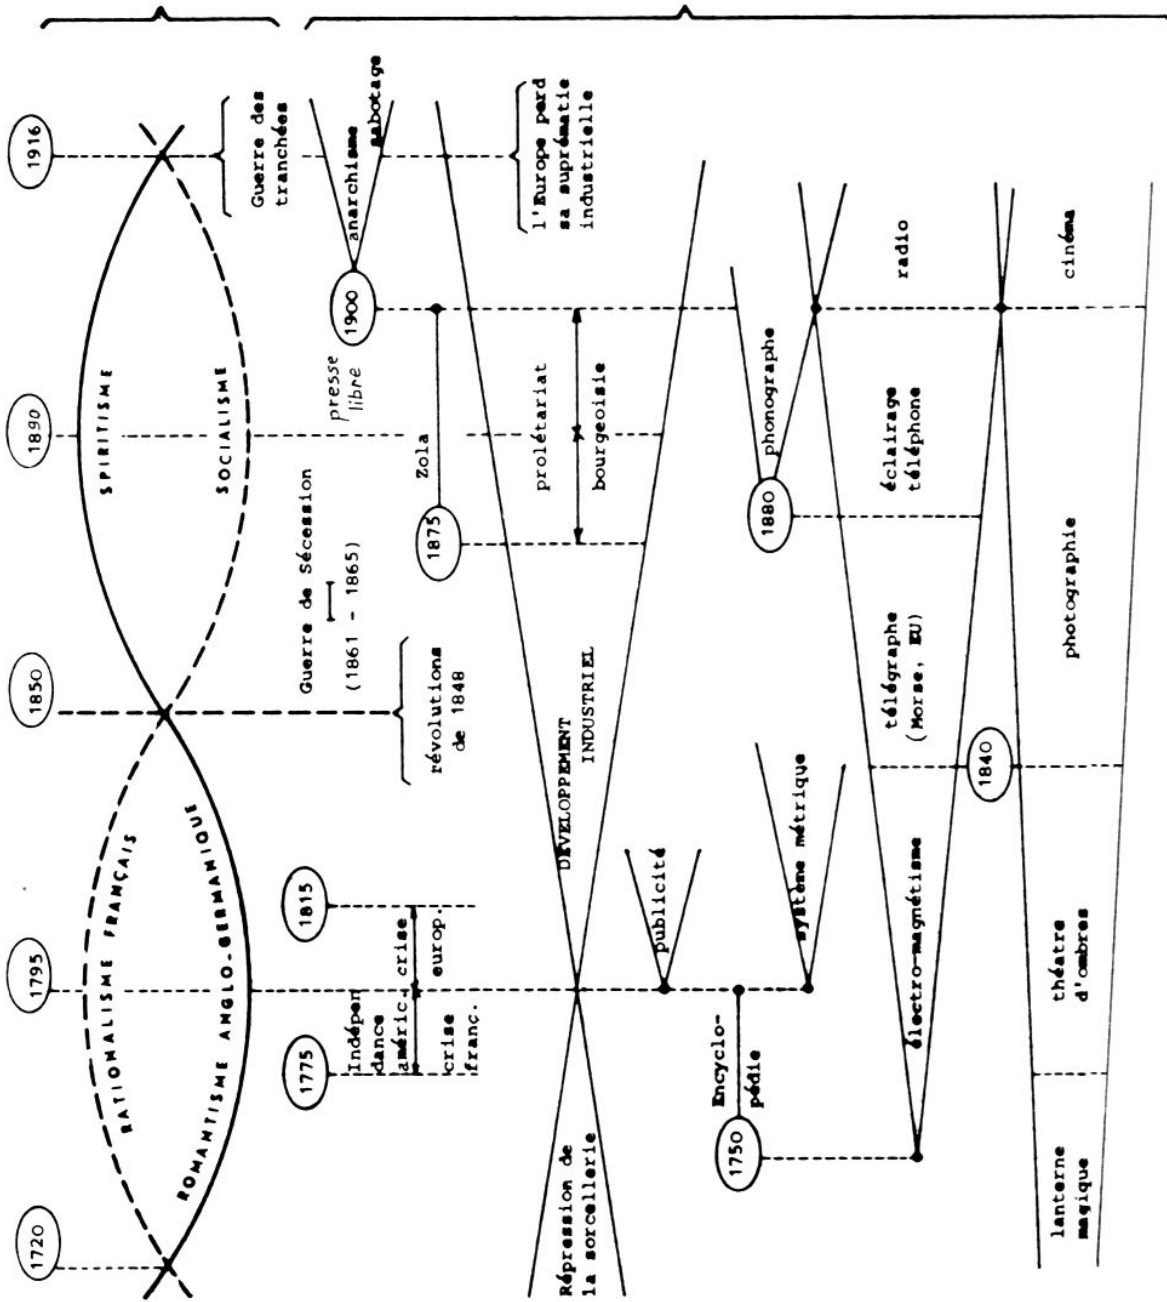 1720
1795
1850
1890
1916
RATIONALISME FRANÇAIS
ROMANTISME ANGLO-GERMANIQUE
SPIRITISME
SOCIALISME
Guerre des
tranchées
1775
1815
Indépen
dance
améric.
crise
franç.
crise
europ.
Guerre de Sécession
(1861 - 1865)
révolutions
de 1848
presse
libre
1900
anarchisme
sabotage
1875
Zola
l'Europe perd
sa suprématie
industrielle
Répression de
la sorcellerie
DEVELOPPEMENT
INDUSTRIEL
prolétariat
bourgeoisie
publicité
1750
Encyclo-
pédie
système métrique
1880
phonographe
électro-magnétisme
télégraphe
(Morse, EU)
éclairage
téléphone
radio
1840
lanterne
magique
théatre
d'ombres
photographie
cinéma